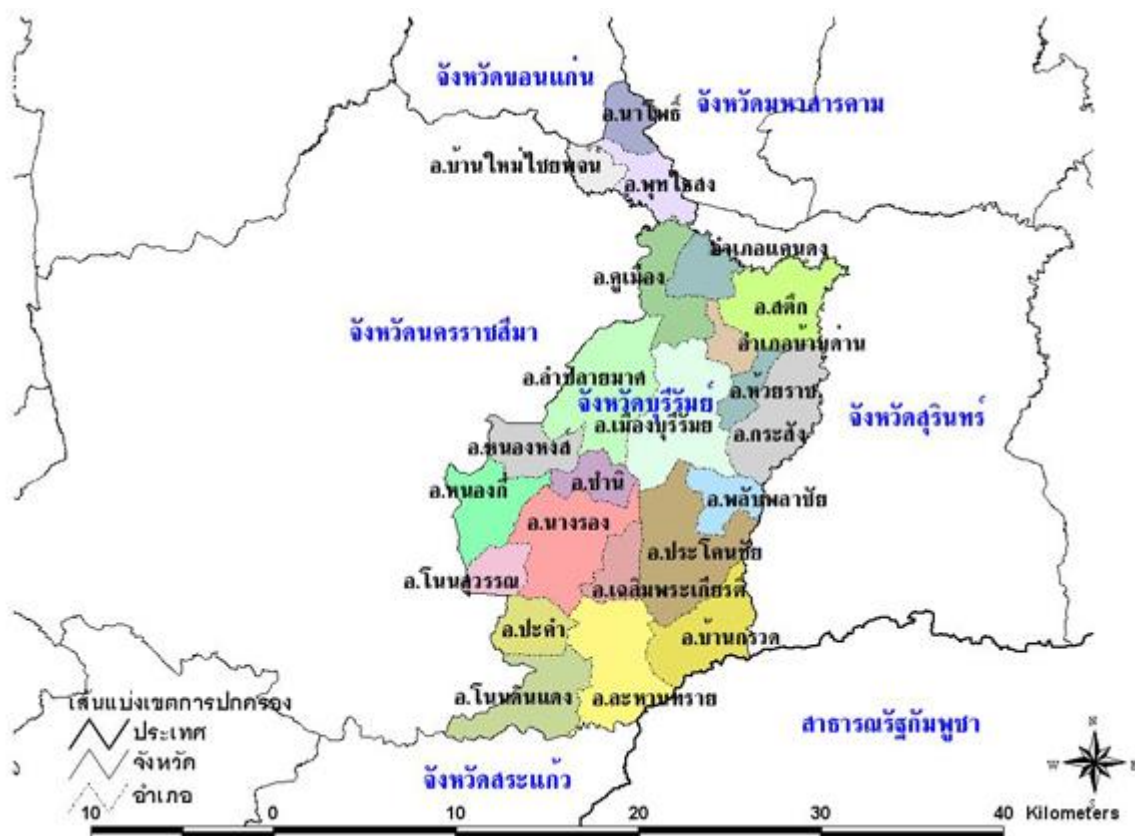 จังหวัดขอนแก่น
จังหวัดมหาสารคาม
อ.นาโพธิ์
อ.บ้านใหม่ไชยพจน์
อ.พุทไธสง
อำเภอแคนดง
อ.คูเมือง
อ.สตึก
จังหวัดนครราชสีมา
อำเภอบ้านด่าน
อ.ลำปลายมาศ
อ.ห้วยราช
จังหวัดบุรีรัมย์
จังหวัดสุรินทร์
อ.เมืองบุรีรัมย์
อ.กระสัง
อ.หนองหงส์
อ.ชำนิ
อ.หนองกี่
อ.พลับพลาชัย
อ.นางรอง
อ.ประโคนชัย
อ.โนนสุวรรณ
อ.เฉลิมพระเกียรติ
อ.ปะคำ
อ.บ้านกรวด
อ.โนนดินแดง
อ.ละหานทราย
เส้นแบ่งเขตการปกครอง
ประเทศ
จังหวัด
อำเภอ
สาธารณรัฐกัมพูชา
จังหวัดสระแก้ว
N
W
E
S
10 0 10 20 30 40 Kilometers